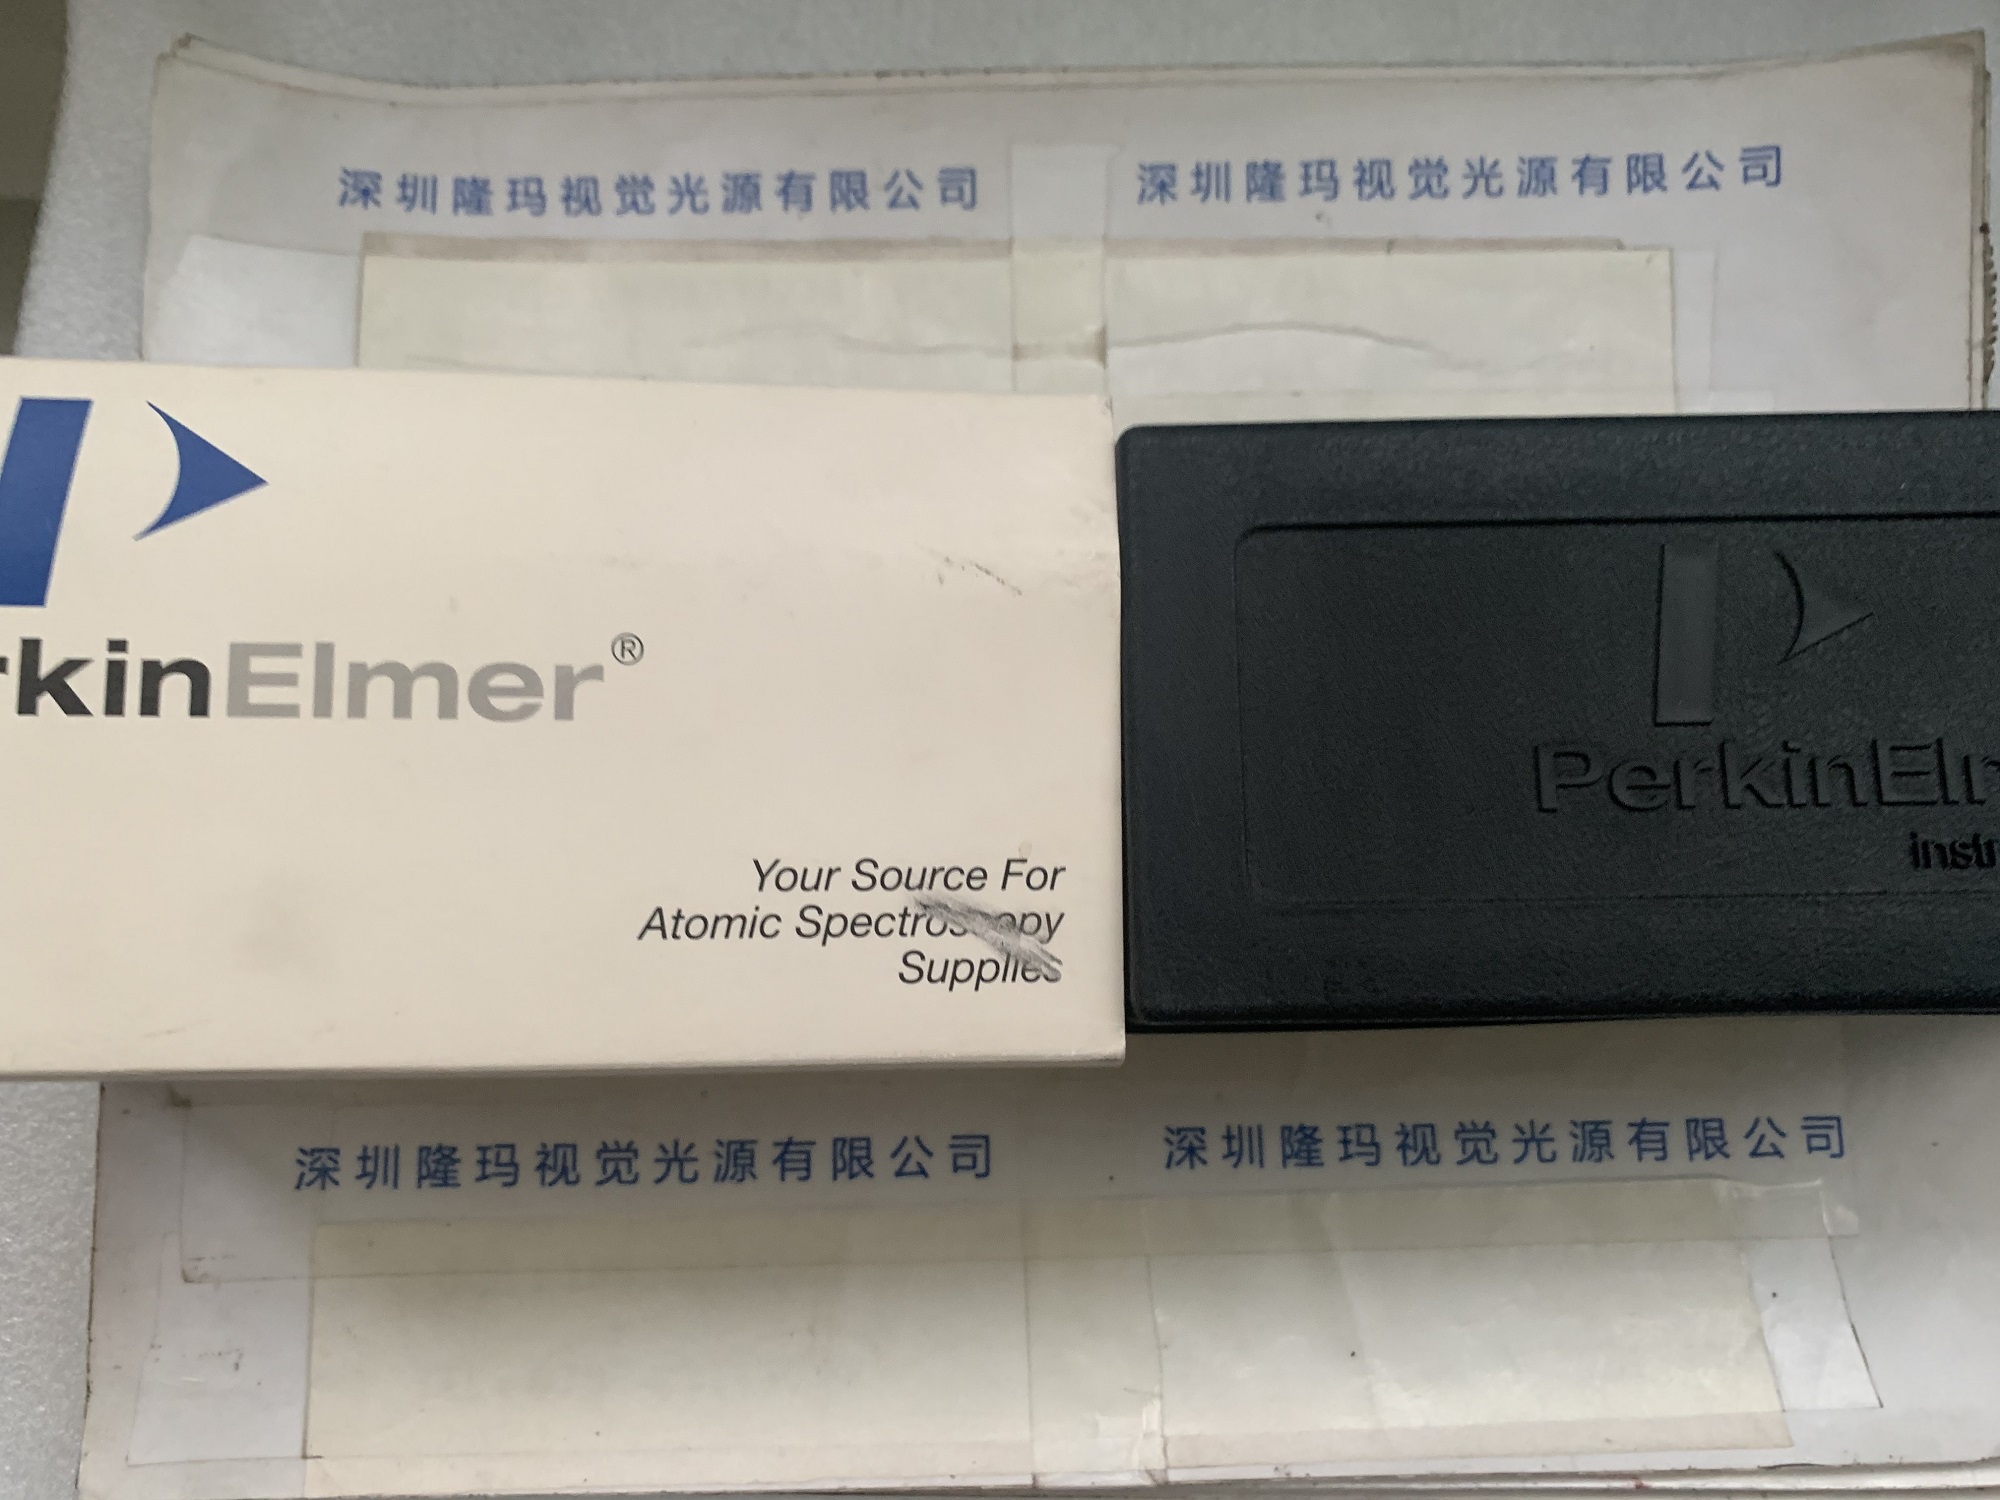 深圳隆玛视觉光源有限公司 深圳隆玛视觉光源有限公司
rkinElmer®
Your Source For
Atomic Spectroscopy
Supplies
PerkinElm
instr
深圳隆玛视觉光源有限公司 深圳隆玛视觉光源有限公司